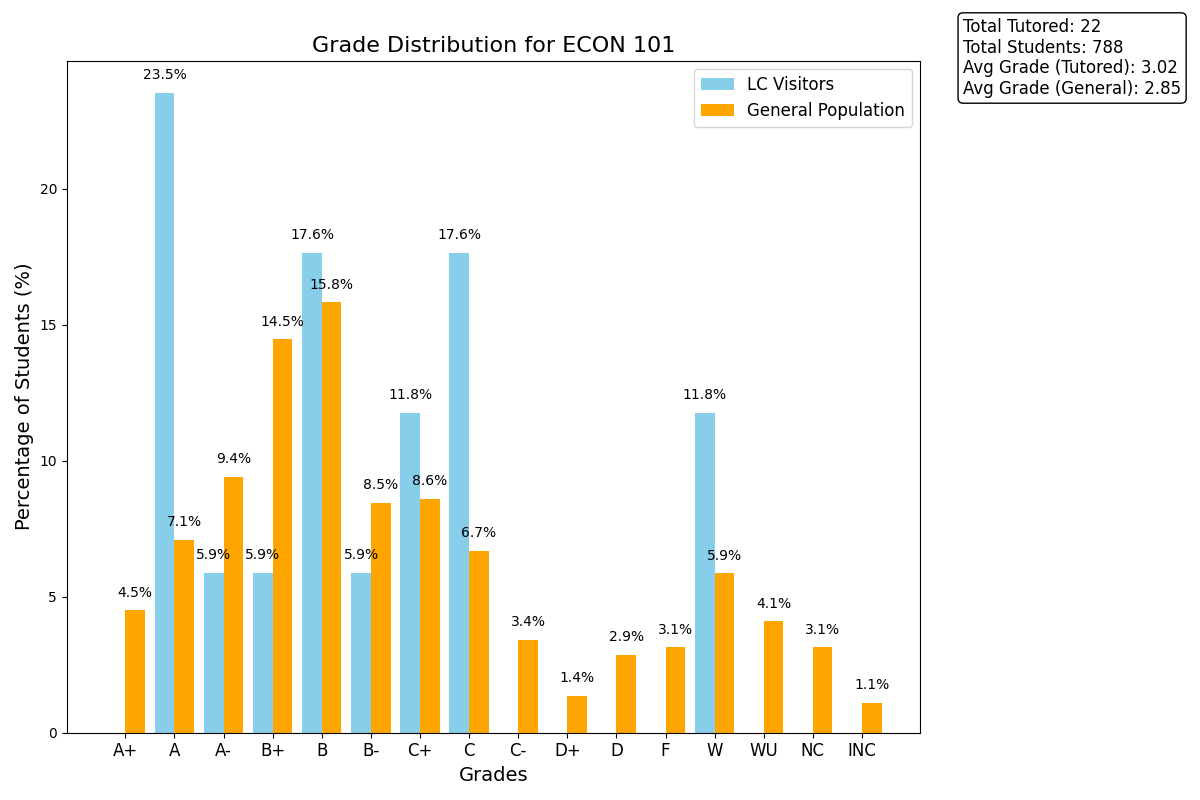 Grade Distribution for ECON 101
Total Tutored: 22
Total Students: 788
Avg Grade (Tutored): 3.02
Avg Grade (General): 2.85
LC Visitors
General Population
Percentage of Students (%)
20
15
10
5
0
4.5%
23.5%
7.1%
5.9%
9.4%
5.9%
14.5%
17.6%
15.8%
5.9%
8.5%
11.8%
8.6%
17.6%
6.7%
3.4%
1.4%
2.9%
3.1%
11.8%
5.9%
4.1%
3.1%
1.1%
A+ A A- B+ B B- C+ C C- D+ D F W WU NC INC
Grades